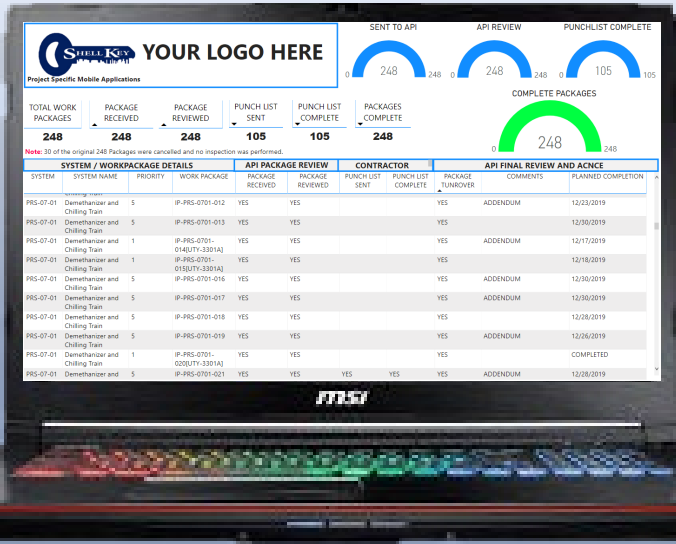 SENT TO API
API REVIEW
PUNCHLIST COMPLETE
SHELL KEY
YOUR LOGO HERE
Project Specific Mobile Applications
0 248 248
0 248 248
0 105 105
COMPLETE PACKAGES
0 248 248
TOTAL WORK PACKAGES
248
PACKAGE RECEIVED
248
PACKAGE REVIEWED
248
PUNCH LIST SENT
105
PUNCH LIST COMPLETE
105
PACKAGES COMPLETE
248
Note: 30 of the original 248 Packages were cancelled and no inspection was performed.
SYSTEM / WORKPACKAGE DETAILS API PACKAGE REVIEW CONTRACTOR API FINAL REVIEW AND ACNCE
SYSTEM SYSTEM NAME PRIORITY WORK PACKAGE PACKAGE RECEIVED PACKAGE REVIEWED PUNCH LIST SENT PUNCH LIST COMPLETE PACKAGE TUNROVER COMMENTS PLANNED COMPLETION
Chilling Train
PRS-07-01 Demethanizer and Chilling Train 5 IP-PRS-0701-012 YES YES YES ADDENDUM 12/23/2019
PRS-07-01 Demethanizer and Chilling Train 5 IP-PRS-0701-013 YES YES YES 12/30/2019
PRS-07-01 Demethanizer and Chilling Train 1 IP-PRS-0701-014[UTY-3301A] YES YES YES ADDENDUM 12/17/2019
PRS-07-01 Demethanizer and Chilling Train 1 IP-PRS-0701-015[UTY-3301A] YES YES YES 12/18/2019
PRS-07-01 Demethanizer and Chilling Train 5 IP-PRS-0701-016 YES YES YES ADDENDUM 12/30/2019
PRS-07-01 Demethanizer and Chilling Train 5 IP-PRS-0701-017 YES YES YES ADDENDUM 12/30/2019
PRS-07-01 Demethanizer and Chilling Train 5 IP-PRS-0701-018 YES YES YES 12/28/2019
PRS-07-01 Demethanizer and Chilling Train 5 IP-PRS-0701-019 YES YES YES ADDENDUM 12/26/2019
PRS-07-01 Demethanizer and Chilling Train 1 IP-PRS-0701-020[UTY-3301A] YES YES YES COMPLETED
PRS-07-01 Demethanizer and 5 IP-PRS-0701-021 YES YES YES YES YES ADDENDUM 12/28/2019
msi